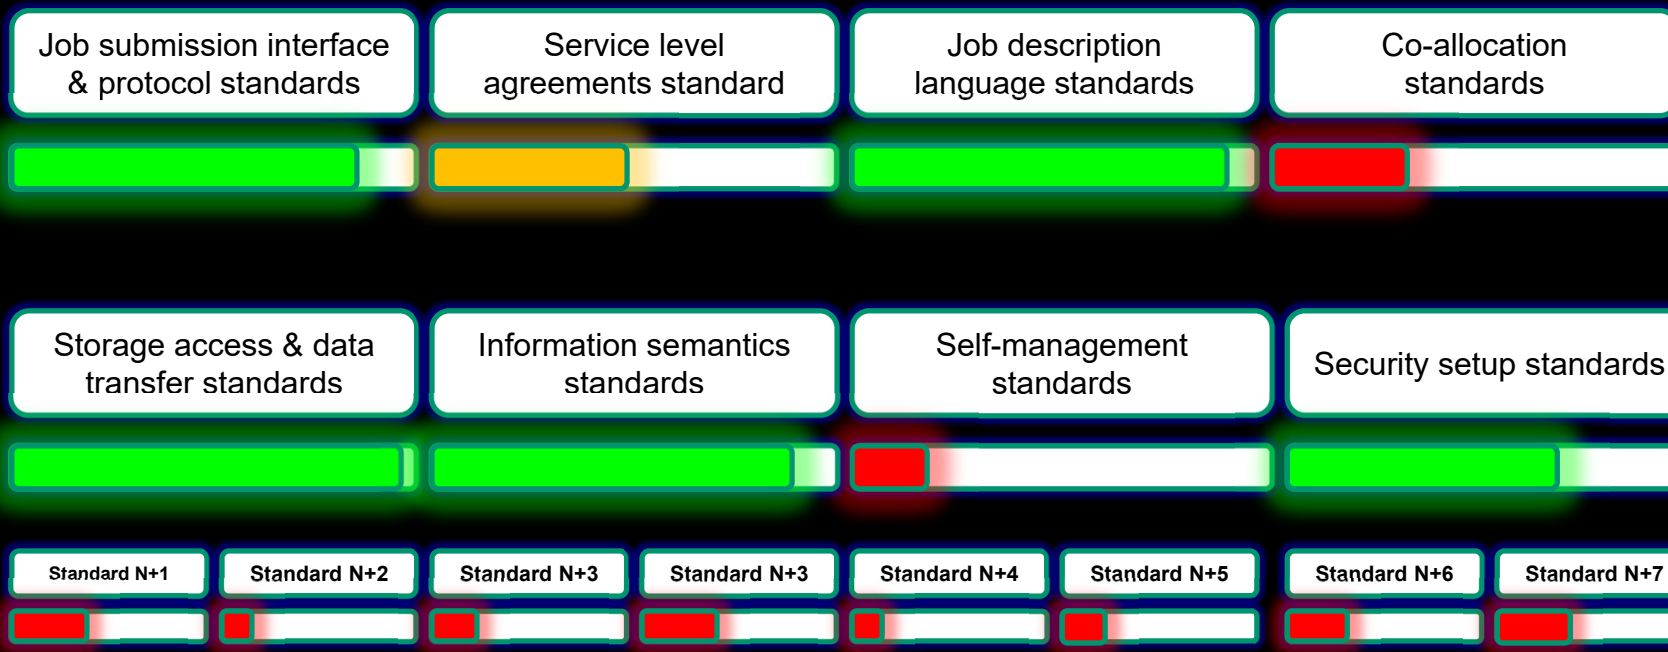 Job submission interface
& protocol standards
Service level
agreements standard
Job description
language standards
Co-allocation
standards
Storage access & data
transfer standards
Information semantics
standards
Self-management
standards
Security setup standards
Standard N+1
Standard N+2
Standard N+3
Standard N+3
Standard N+4
Standard N+5
Standard N+6
Standard N+7